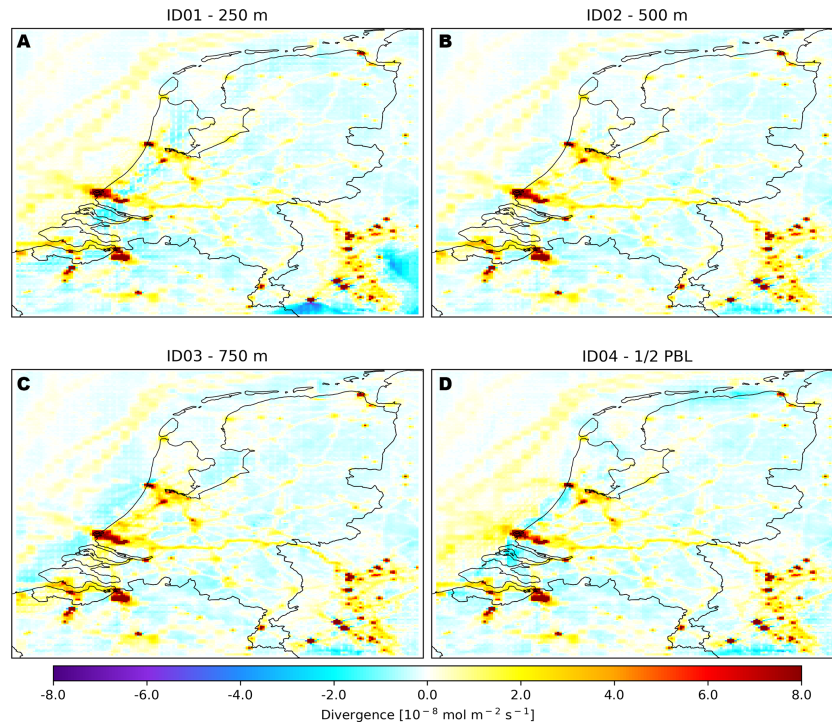 ID01 - 250 m
ID02 - 500 m
A
B
ID03 - 750 m
ID04 - 1/2 PBL
C
D
-8.0 -6.0 -4.0 -2.0 0.0 2.0 4.0 6.0 8.0
Divergence [10⁻⁸ mol m⁻² s⁻¹]